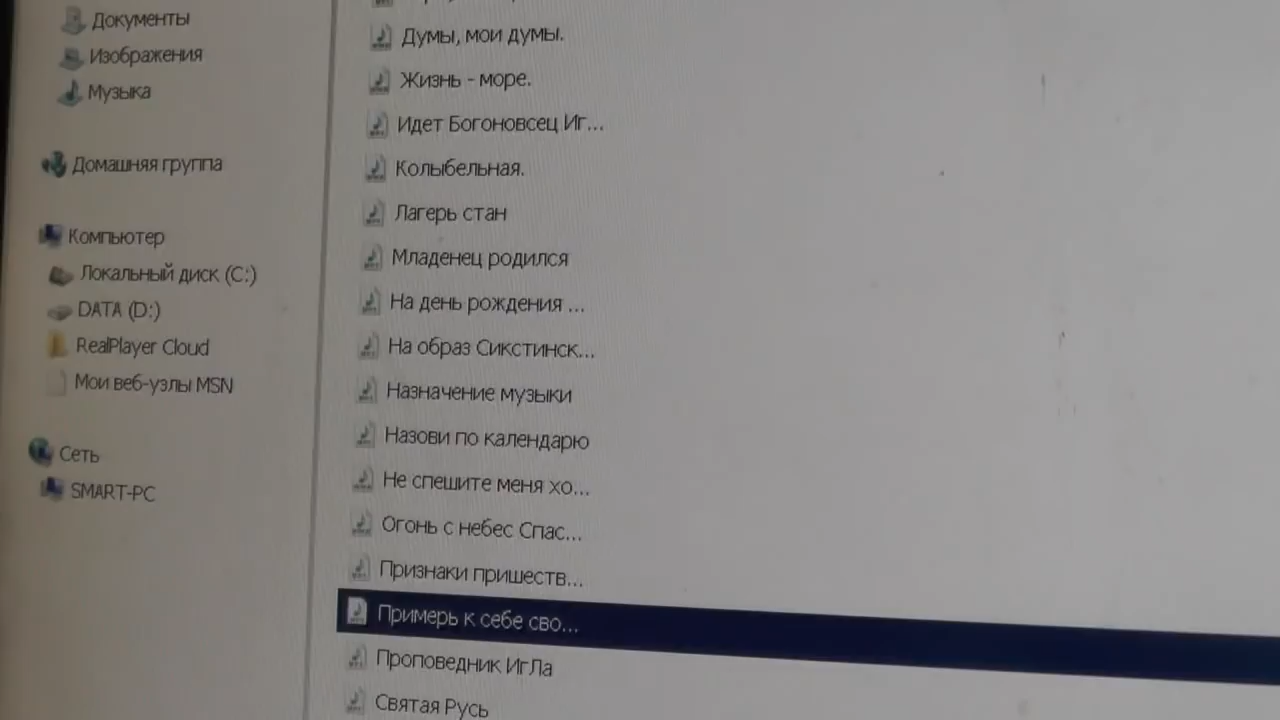 Документы
Изображения
Музыка
Домашняя группа
Компьютер
Локальный диск (C:)
DATA (D:)
RealPlayer Cloud
Мои веб-узлы MSN
Сеть
SMART-PC
Думы, мои думы.
Жизнь - море.
Идет Богоновсец Иг...
Колыбельная.
Лагерь стан
Младенец родился
На день рождения ...
На образ Сикстинск...
Назначение музыки
Назови по календарю
Не спешите меня хо...
Огонь с небес Спас...
Признаки пришеств...
Примерь к себе сво...
Проповедник ИгЛа
Святая Русь